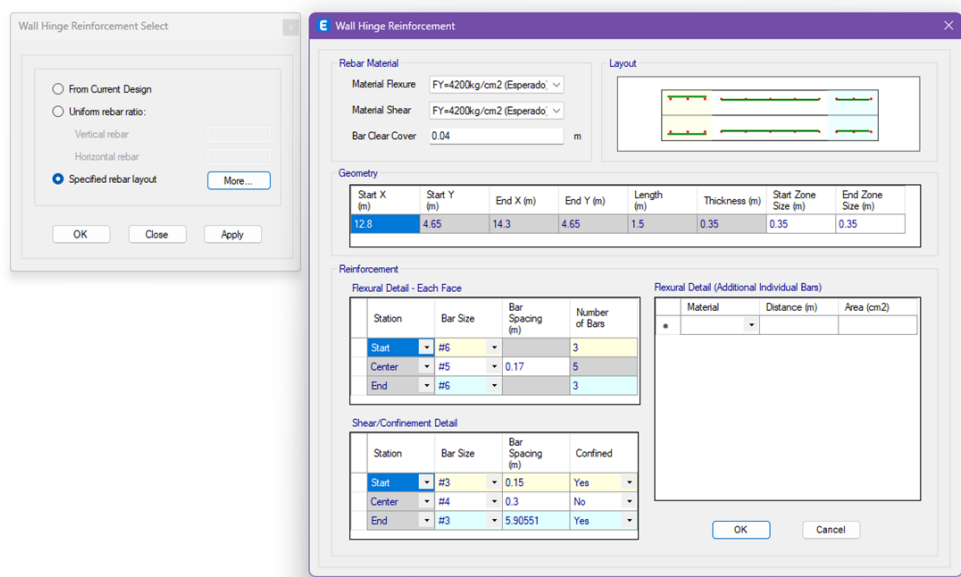 Wall Hinge Reinforcement Select
From Current Design
Uniform rebar ratio:
Vertical rebar
Horizontal rebar
Specified rebar layout
More...
OK
Close
Apply
E
Wall Hinge Reinforcement
Rebar Material
Material Flexure
FY=4200kg/cm2 (Esperado)
Material Shear
FY=4200kg/cm2 (Esperado)
Bar Clear Cover
0.04
m
Layout
Geometry
Start X (m) Start Y (m) End X (m) End Y (m) Length (m) Thickness (m) Start Zone Size (m) End Zone Size (m)
12.8 4.65 14.3 4.65 1.5 0.35 0.35 0.35
Reinforcement
Flexural Detail - Each Face
Station Bar Size Bar Spacing (m) Number of Bars
Start #6 3
Center #5 0.17 5
End #6 3
Shear/Confinement Detail
Station Bar Size Bar Spacing (m) Confined
Start #3 0.15 Yes
Center #4 0.3 No
End #3 5.90551 Yes
Flexural Detail (Additional Individual Bars)
Material Distance (m) Area (cm2)
*
OK
Cancel